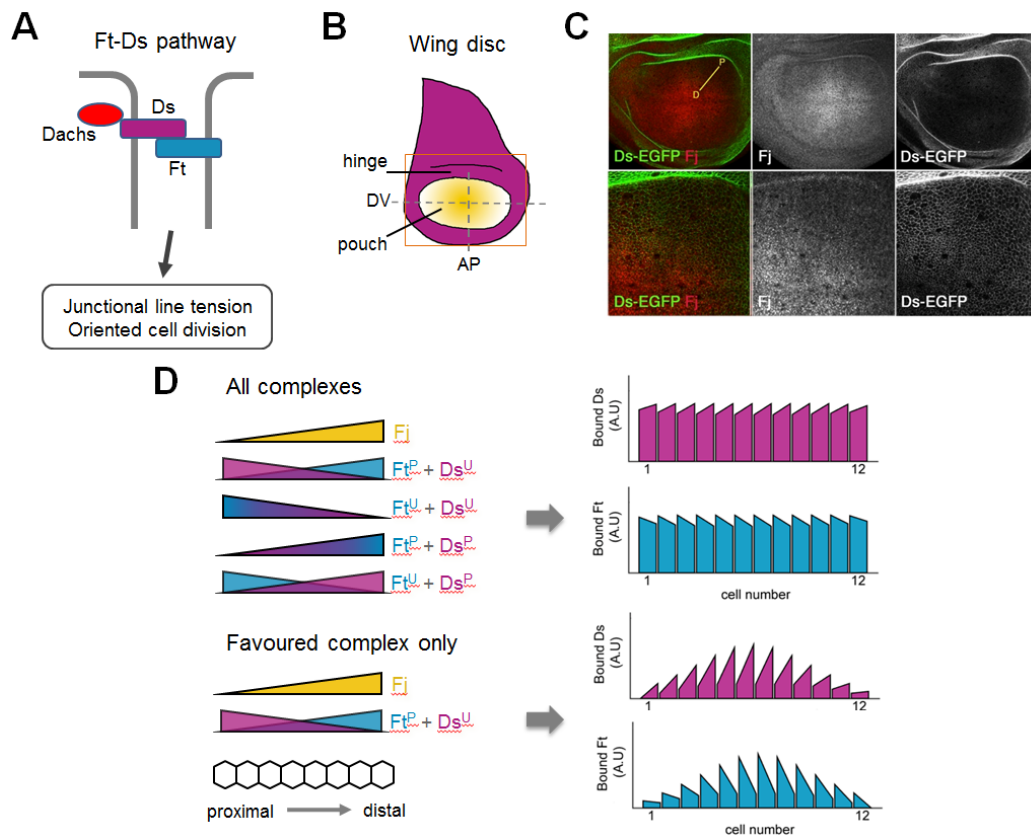 A
Ft-Ds pathway
Ds
Dachs
Ft
Junctional line tension
Oriented cell division
B
Wing disc
hinge
DV
pouch
AP
C
P
D
Ds-EGFP Fj
Fj
Ds-EGFP
Ds-EGFP Fj
Fj
Ds-EGFP
D
All complexes
Fj
Ftᴾ + Dsᵁ
Ftᵁ + Dsᵁ
Ftᴾ + Dsᴾ
Ftᵁ + Dsᴾ
Bound Ds
(A.U)
1 12
Bound Ft
(A.U)
1 12
cell number
Favoured complex only
Fj
Ftᴾ + Dsᵁ
proximal distal
Bound Ds
(A.U)
1 12
Bound Ft
(A.U)
1 12
cell number